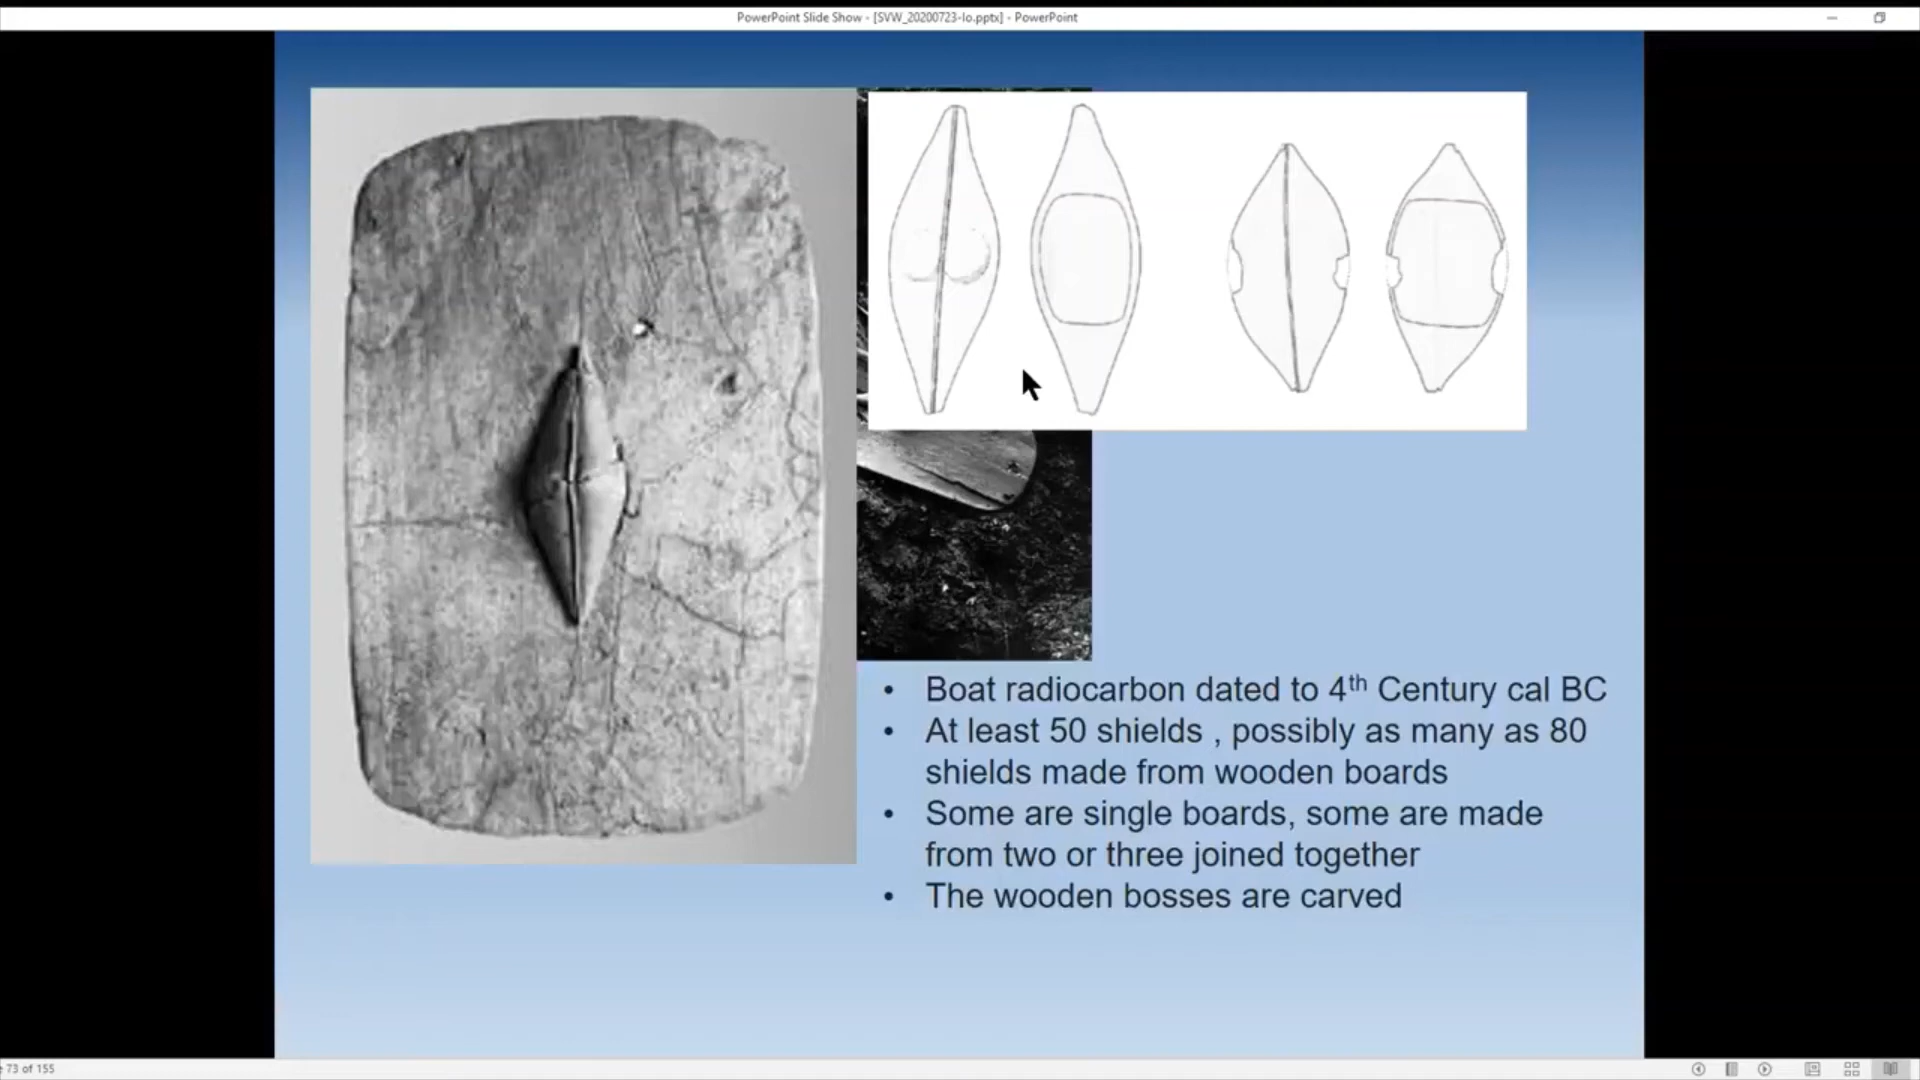 PowerPoint Slide Show - [SVW_20200723-lo.pptx] - PowerPoint
• Boat radiocarbon dated to 4th Century cal BC
• At least 50 shields , possibly as many as 80
shields made from wooden boards
• Some are single boards, some are made
from two or three joined together
• The wooden bosses are carved
73 of 155